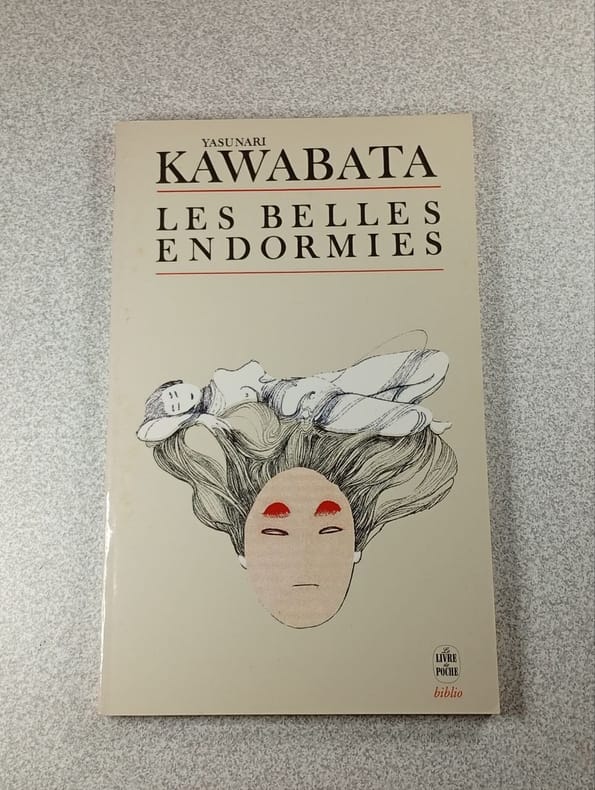 YASUNARI
KAWABATA
LES BELLES
ENDORMIES
Le
LIVRE
de
POCHE
biblio